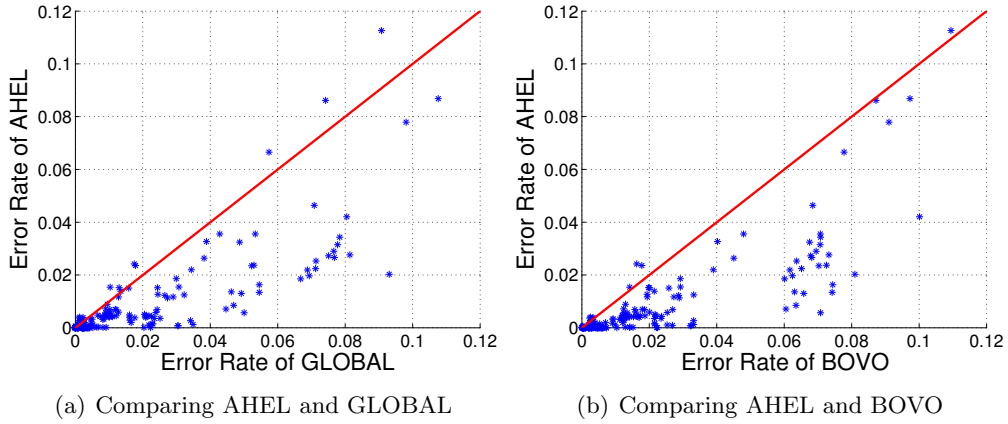 0.12
0.1
0.08
0.06
0.04
0.02
0
Error Rate of AHEL
0 0.02 0.04 0.06 0.08 0.1 0.12
Error Rate of GLOBAL
(a) Comparing AHEL and GLOBAL
0.12
0.1
0.08
0.06
0.04
0.02
0
Error Rate of AHEL
0 0.02 0.04 0.06 0.08 0.1 0.12
Error Rate of BOVO
(b) Comparing AHEL and BOVO